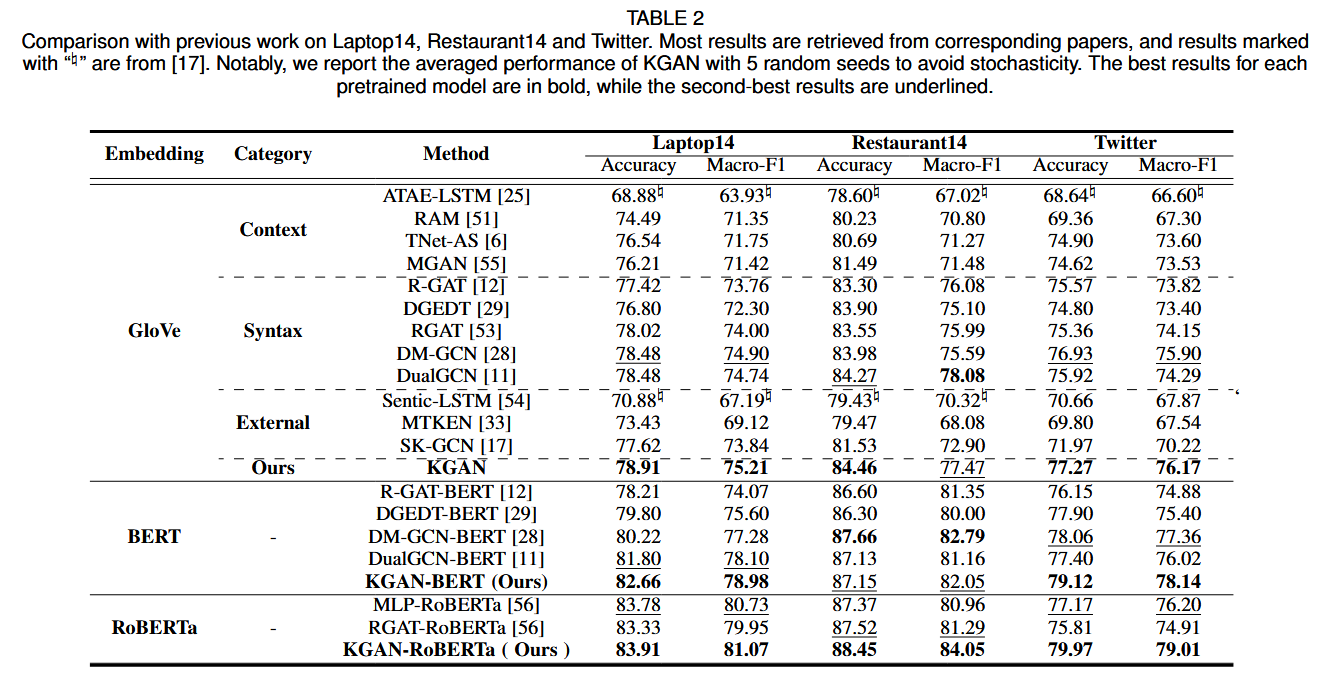 TABLE 2
Comparison with previous work on Laptop14, Restaurant14 and Twitter. Most results are retrieved from corresponding papers, and results marked
with “♮” are from [17]. Notably, we report the averaged performance of KGAN with 5 random seeds to avoid stochasticity. The best results for each
pretrained model are in bold, while the second-best results are underlined.
Embedding Category Method Laptop14 Restaurant14 Twitter
Accuracy Macro-F1 Accuracy Macro-F1 Accuracy Macro-F1
GloVe Context ATAE-LSTM [25] 68.88♮ 63.93♮ 78.60♮ 67.02♮ 68.64♮ 66.60♮
RAM [51] 74.49 71.35 80.23 70.80 69.36 67.30
TNet-AS [6] 76.54 71.75 80.69 71.27 74.90 73.60
MGAN [55] 76.21 71.42 81.49 71.48 74.62 73.53
Syntax R-GAT [12] 77.42 73.76 83.30 76.08 75.57 73.82
DGEDT [29] 76.80 72.30 83.90 75.10 74.80 73.40
RGAT [53] 78.02 74.00 83.55 75.99 75.36 74.15
DM-GCN [28] 78.48 74.90 83.98 75.59 76.93 75.90
DualGCN [11] 78.48 74.74 84.27 78.08 75.92 74.29
External Sentic-LSTM [54] 70.88♮ 67.19♮ 79.43♮ 70.32♮ 70.66 67.87
MTKEN [33] 73.43 69.12 79.47 68.08 69.80 67.54
SK-GCN [17] 77.62 73.84 81.53 72.90 71.97 70.22
Ours KGAN 78.91 75.21 84.46 77.47 77.27 76.17
BERT - R-GAT-BERT [12] 78.21 74.07 86.60 81.35 76.15 74.88
DGEDT-BERT [29] 79.80 75.60 86.30 80.00 77.90 75.40
DM-GCN-BERT [28] 80.22 77.28 87.66 82.79 78.06 77.36
DualGCN-BERT [11] 81.80 78.10 87.13 81.16 77.40 76.02
KGAN-BERT (Ours) 82.66 78.98 87.15 82.05 79.12 78.14
RoBERTa - MLP-RoBERTa [56] 83.78 80.73 87.37 80.96 77.17 76.20
RGAT-RoBERTa [56] 83.33 79.95 87.52 81.29 75.81 74.91
KGAN-RoBERTa ( Ours ) 83.91 81.07 88.45 84.05 79.97 79.01